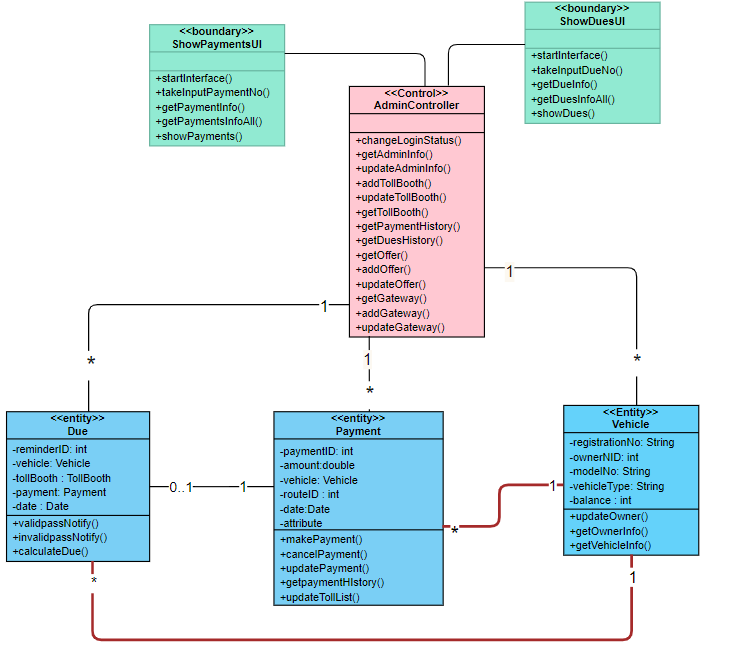 <<boundary>>
ShowPaymentsUI
+startInterface()
+takeInputPaymentNo()
+getPaymentInfo()
+getPaymentsInfoAll()
+showPayments()
<<boundary>>
ShowDuesUI
+startInterface()
+takeInputDueNo()
+getDueInfo()
+getDuesInfoAll()
+showDues()
<<Control>>
AdminController
+changeLoginStatus()
+getAdminInfo()
+updateAdminInfo()
+addTollBooth()
+updateTollBooth()
+getTollBooth()
+getPaymentHistory()
+getDuesHistory()
+getOffer()
+addOffer()
+updateOffer()
+getGateway()
+addGateway()
+updateGateway()
1
1
1
*
*
*
<<entity>>
Due
-reminderID: int
-vehicle: Vehicle
-tollBooth : TollBooth
-payment: Payment
-date : Date
+validpassNotify()
+invalidpassNotify()
+calculateDue()
0..1
1
<<entity>>
Payment
-paymentID: int
-amount:double
-vehicle: Vehicle
-routeID : int
-date:Date
-attribute
+makePayment()
+cancelPayment()
+updatePayment()
+getpaymentHIstory()
+updateTollList()
1
*
<<Entity>>
Vehicle
-registrationNo: String
-ownerNID: int
-modelNo: String
-vehicleType: String
-balance : int
+updateOwner()
+getOwnerInfo()
+getVehicleInfo()
*
1